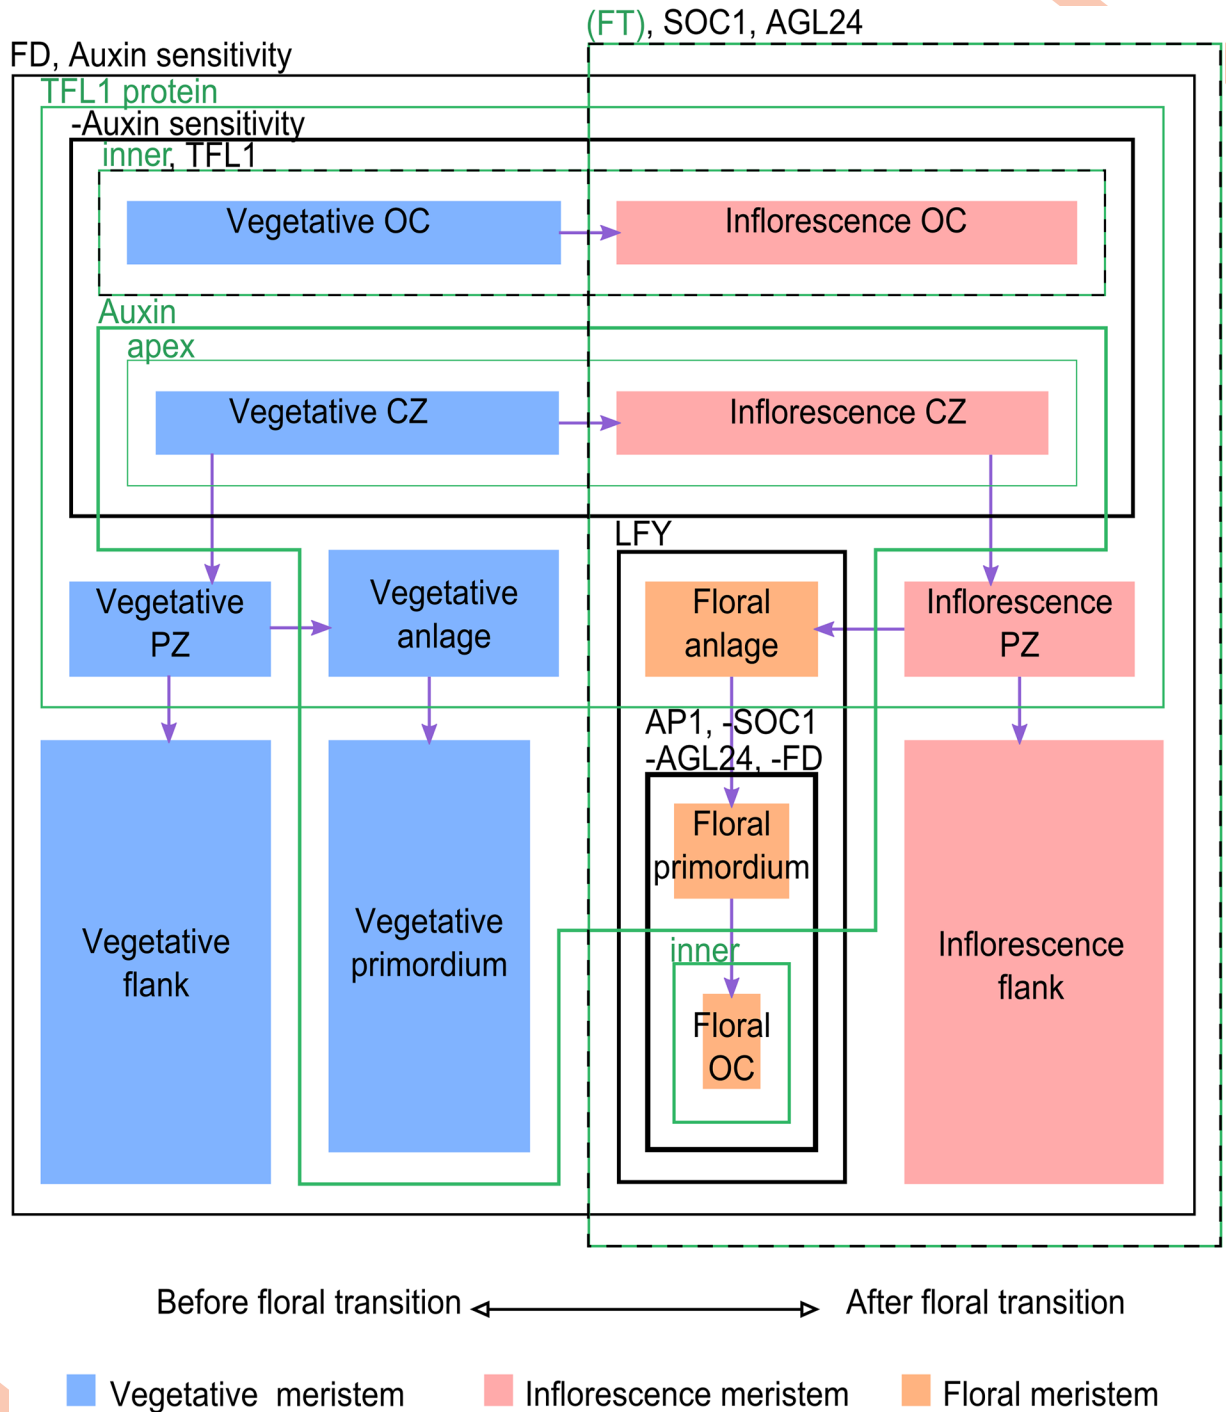 (FT), SOC1, AGL24
FD, Auxin sensitivity
TFL1 protein
-Auxin sensitivity
inner, TFL1
Vegetative OC
Inflorescence OC
Auxin
apex
Vegetative CZ
Inflorescence CZ
LFY
Vegetative
PZ
Vegetative
anlage
Floral
anlage
Inflorescence
PZ
AP1, -SOC1
-AGL24, -FD
Floral
primordium
Vegetative
flank
Vegetative
primordium
inner
Floral
OC
Inflorescence
flank
Before floral transition
After floral transition
Vegetative  meristem
Inflorescence meristem
Floral meristem